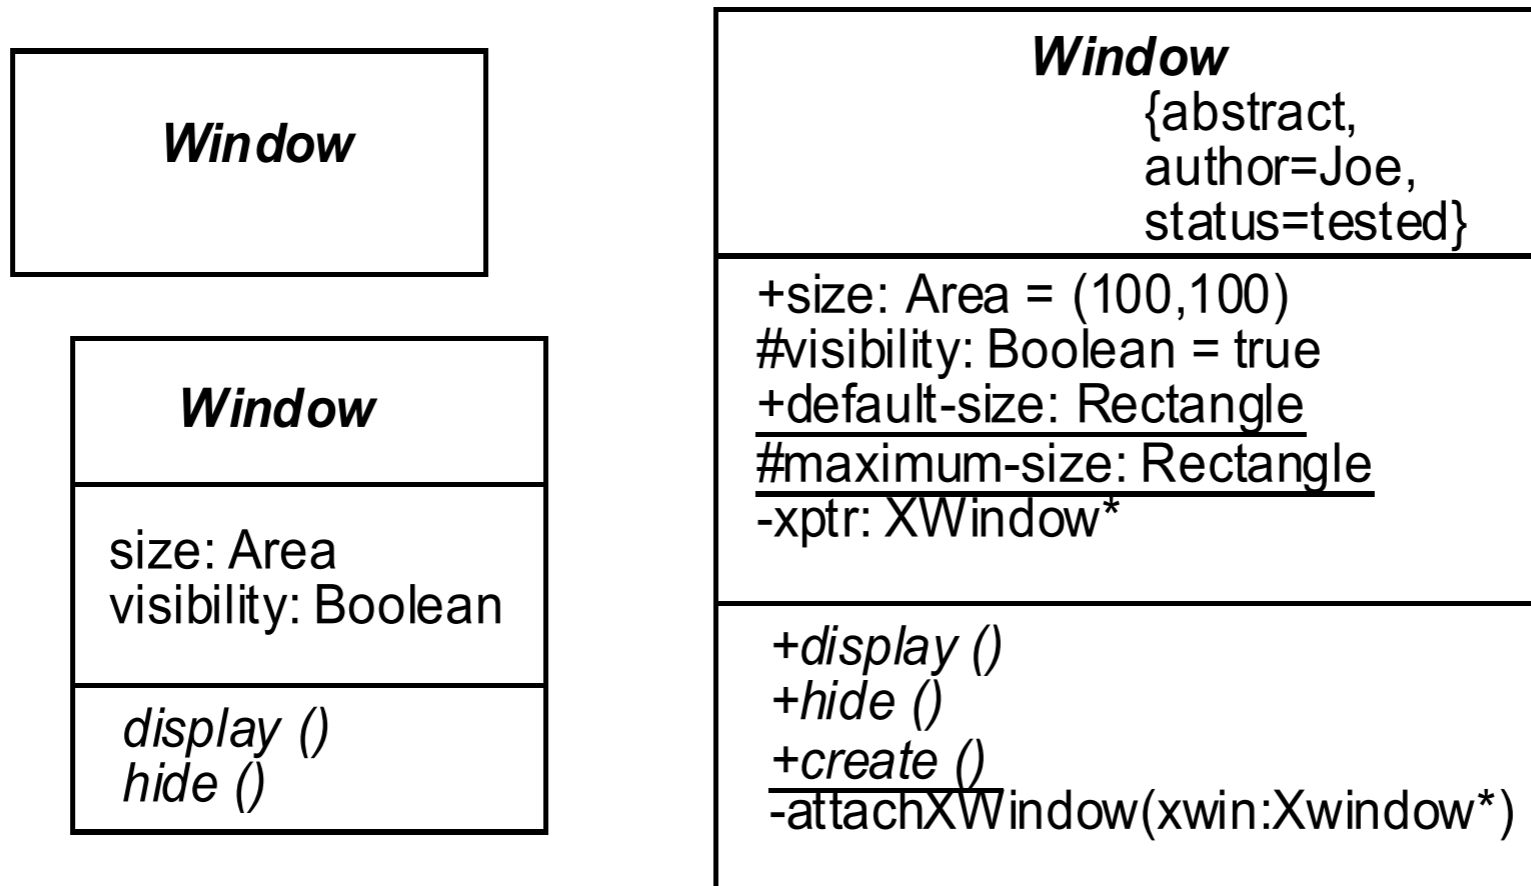 Window
Window
size: Area
visibility: Boolean
display ()
hide ()
Window
{abstract,
author=Joe,
status=tested}
+size: Area = (100,100)
#visibility: Boolean = true
+default-size: Rectangle
#maximum-size: Rectangle
-xptr: XWindow*
+display ()
+hide ()
+create ()
-attachXWindow(xwin:Xwindow*)